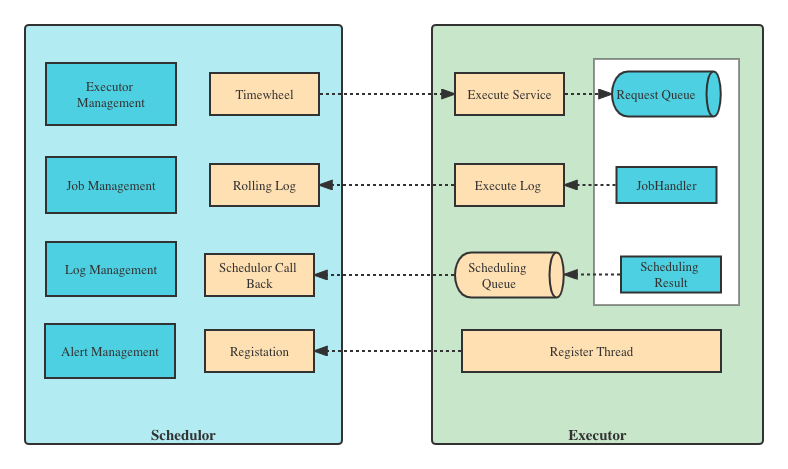 Executor
Management
Timewheel
Execute Service
Request Queue
Job Management
Rolling Log
Execute Log
JobHandler
Log Management
Schedulor Call
Back
Scheduling
Queue
Scheduling
Result
Alert Management
Registation
Register Thread
Schedulor
Executor